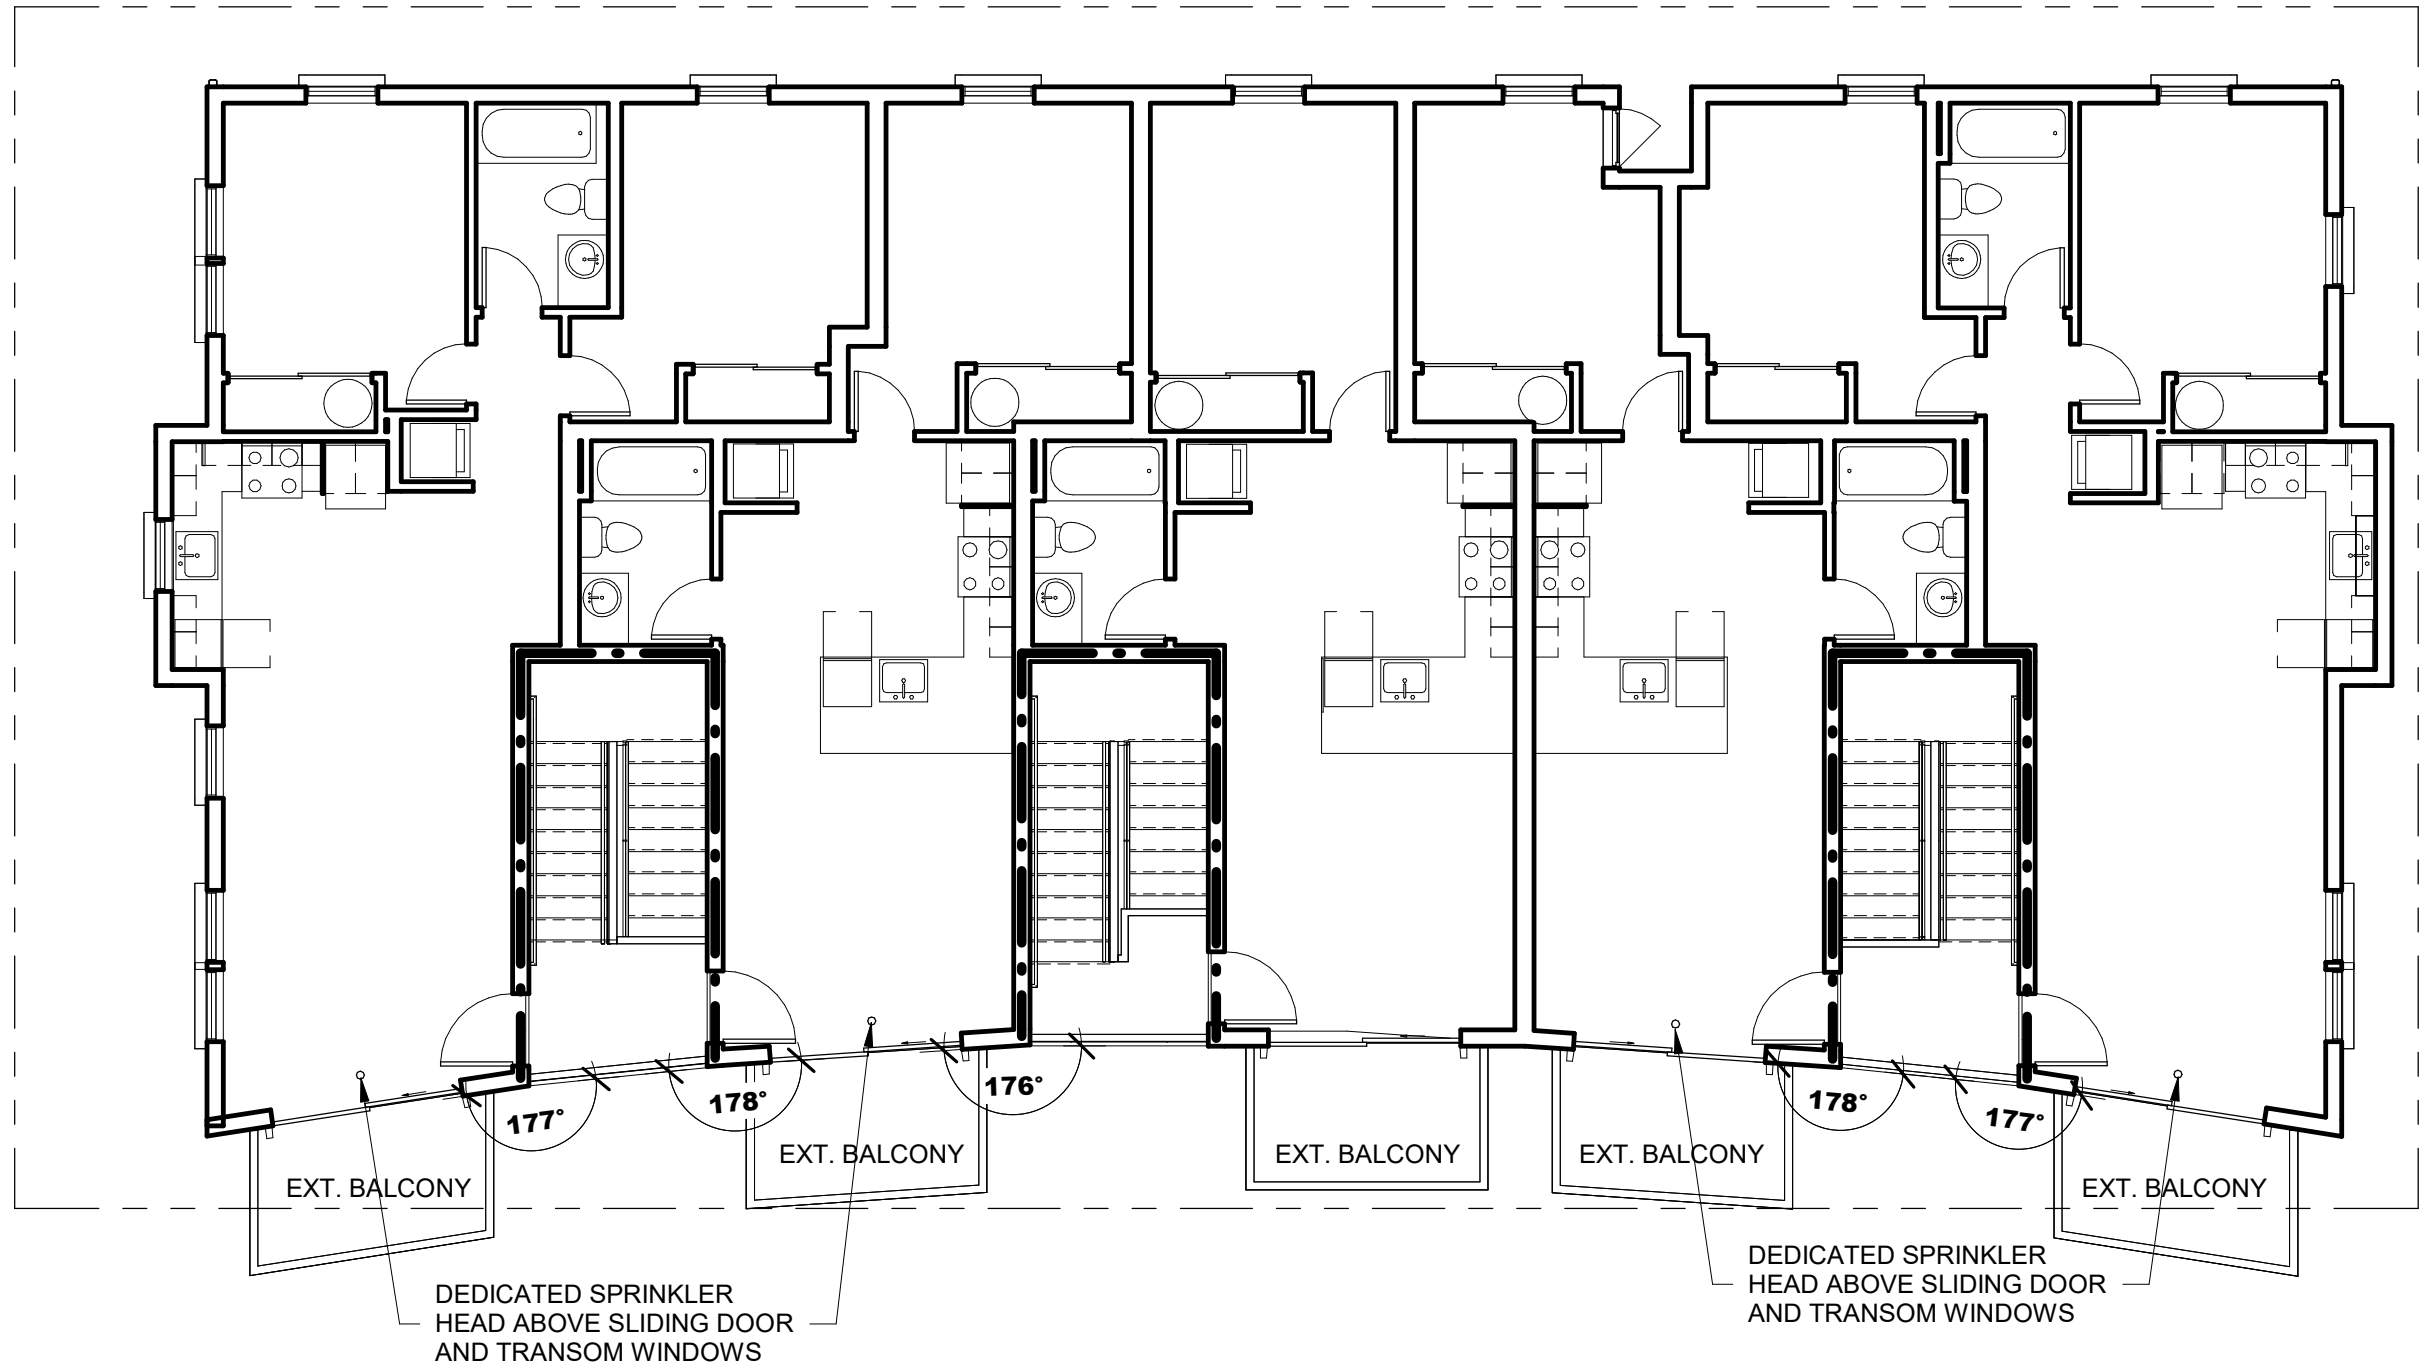 176°
177°
178°
178°
177°
EXT. BALCONY
EXT. BALCONY
EXT. BALCONY
EXT. BALCONY
EXT. BALCONY
DEDICATED SPRINKLER
HEAD ABOVE SLIDING DOOR
AND TRANSOM WINDOWS
DEDICATED SPRINKLER
HEAD ABOVE SLIDING DOOR
AND TRANSOM WINDOWS